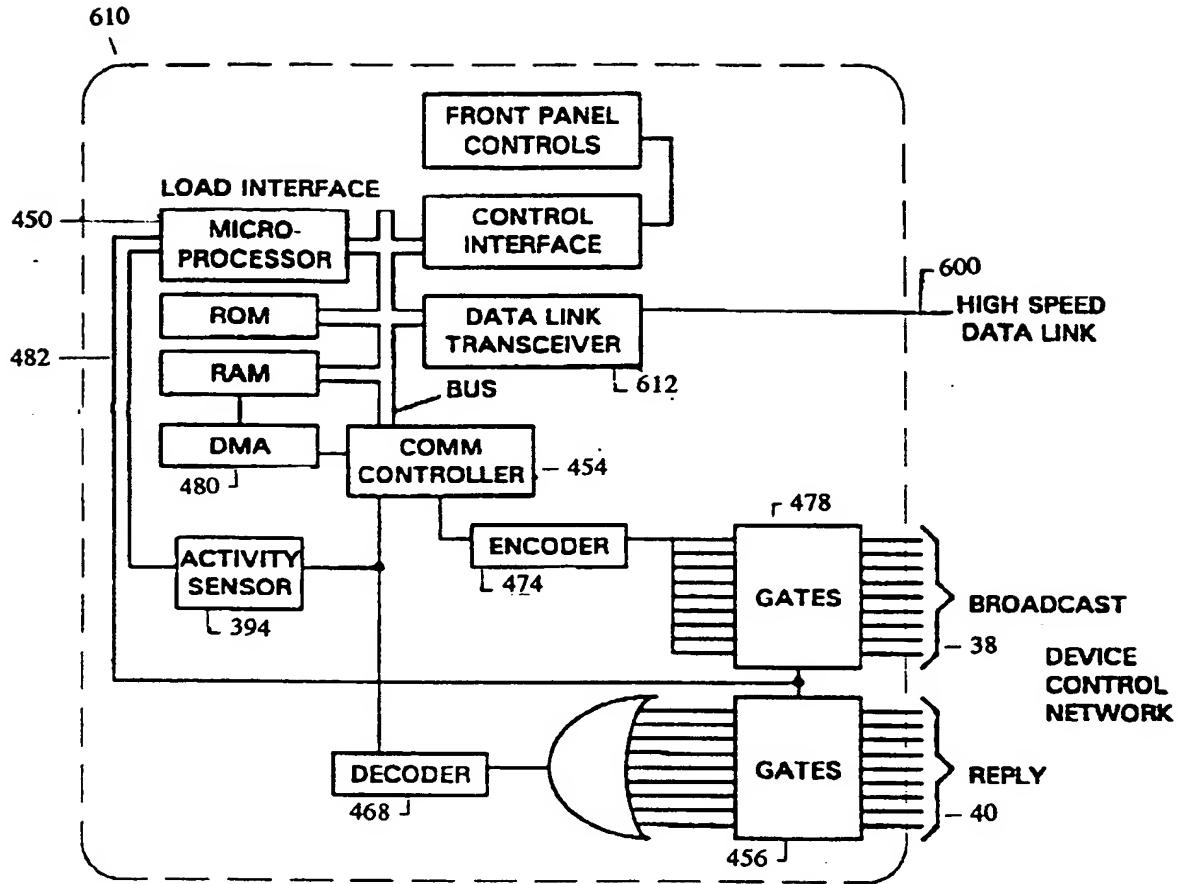 610
FRONT PANEL
CONTROLS
LOAD INTERFACE
450
MICRO-
PROCESSOR
CONTROL
INTERFACE
600
HIGH SPEED
DATA LINK
ROM
DATA LINK
TRANSCEIVER
482
RAM
612
BUS
DMA
480
COMM
CONTROLLER
454
478
ENCODER
474
ACTIVITY
SENSOR
394
GATES
BROADCAST
38
DEVICE
CONTROL
NETWORK
DECODER
468
GATES
REPLY
40
456